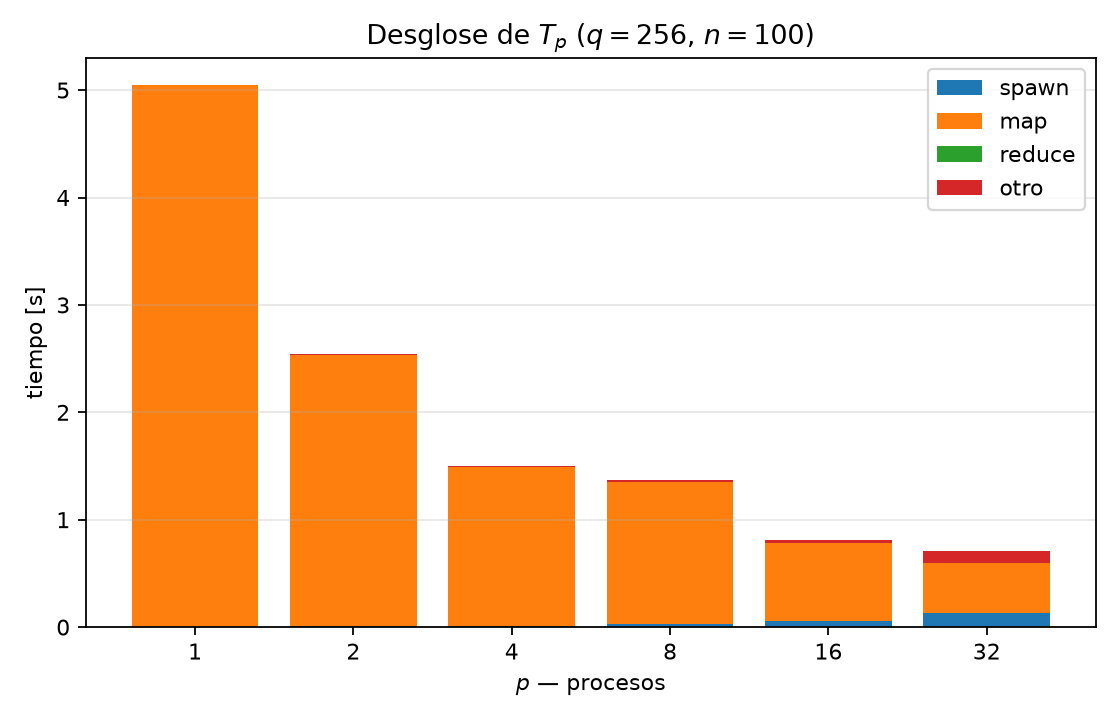 Desglose de Tₚ (q = 256, n = 100)
5
4
3
2
1
0
tiempo [s]
spawn
map
reduce
otro
1 2 4 8 16 32
p — procesos